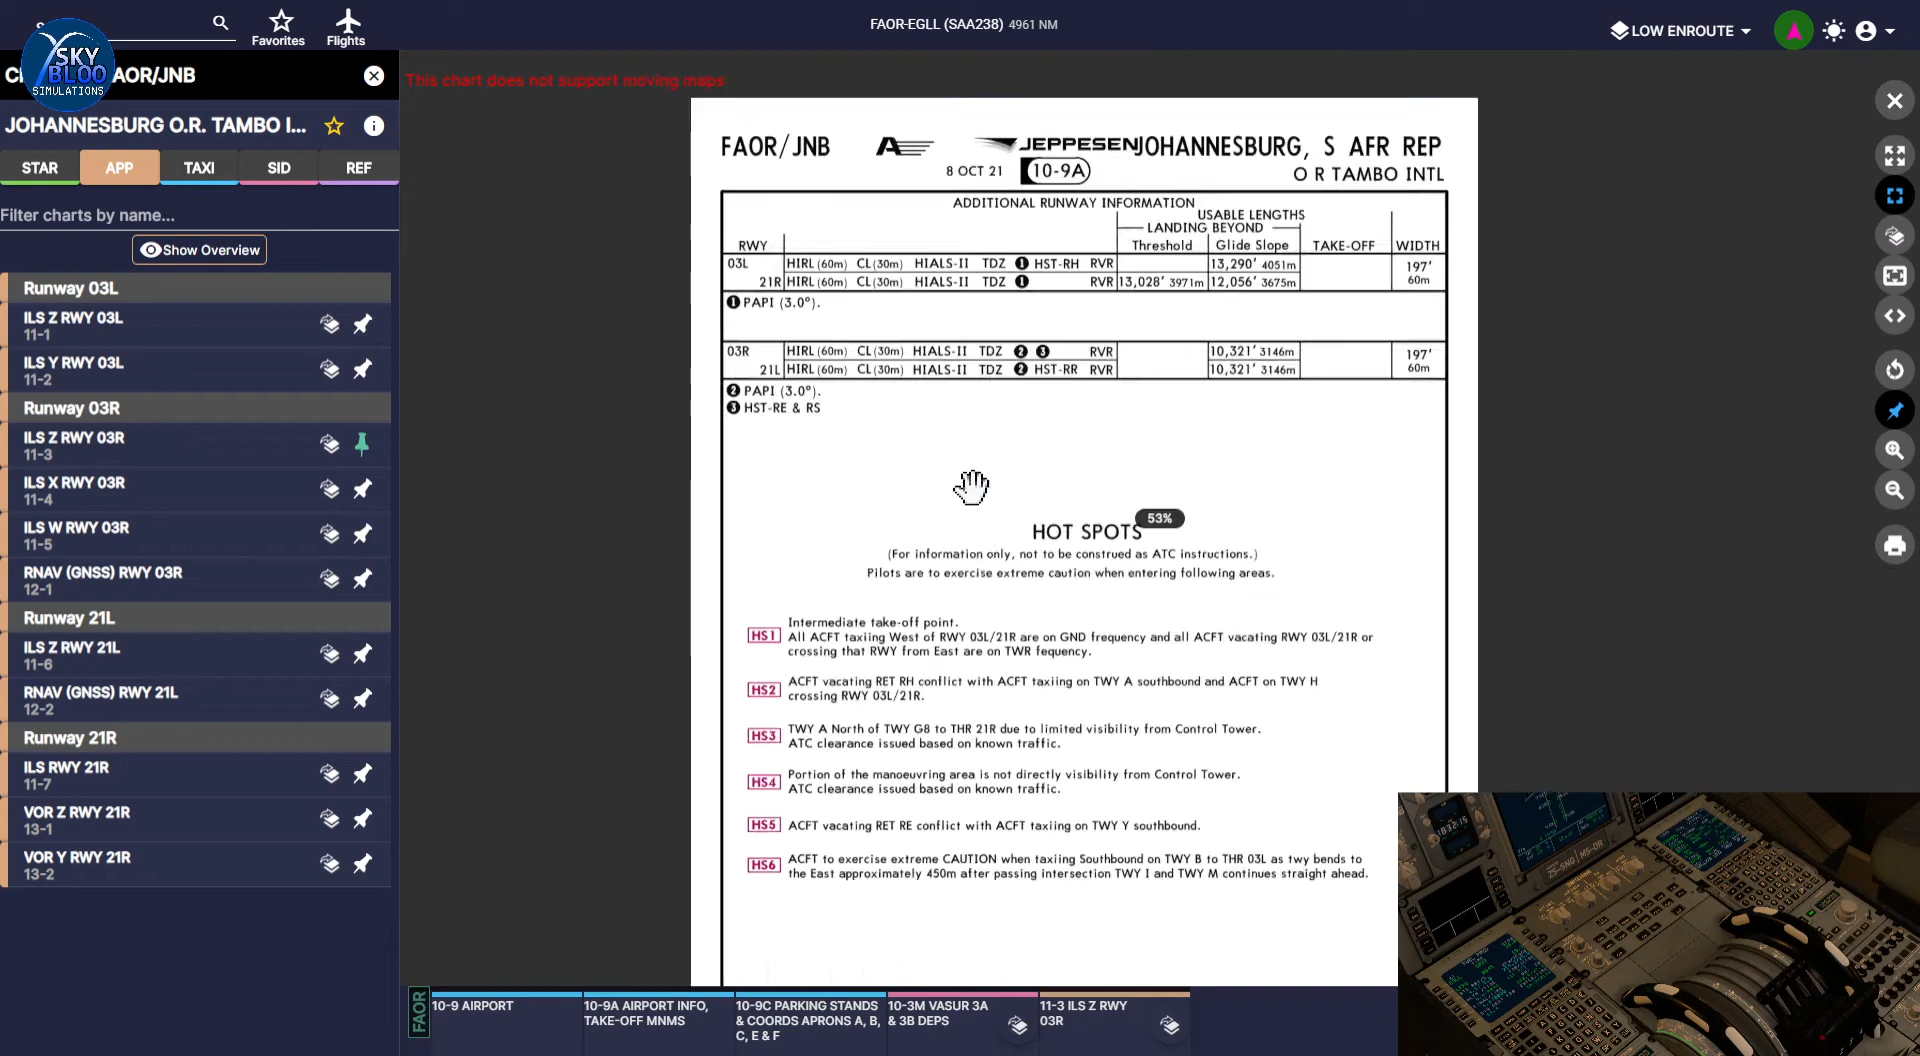 Favorites
Flights
FAOR-EGLL (SAA238) 4961 NM
LOW ENROUTE
SKY
BLOO
SIMULATIONS
AOR/JNB
JOHANNESBURG O.R. TAMBO I...
STAR
APP
TAXI
SID
REF
Filter charts by name...
Show Overview
Runway 03L
ILS Z RWY 03L
11-1
ILS Y RWY 03L
11-2
Runway 03R
ILS Z RWY 03R
11-3
ILS X RWY 03R
11-4
ILS W RWY 03R
11-5
RNAV (GNSS) RWY 03R
12-1
Runway 21L
ILS Z RWY 21L
11-6
RNAV (GNSS) RWY 21L
12-2
Runway 21R
ILS RWY 21R
11-7
VOR Z RWY 21R
13-1
VOR Y RWY 21R
13-2
This chart does not support moving maps
FAOR/JNB
JEPPESEN
JOHANNESBURG, S AFR REP
8 OCT 21
10-9A
O R TAMBO INTL
ADDITIONAL RUNWAY INFORMATION
USABLE LENGTHS
LANDING BEYOND
RWY Threshold Glide Slope TAKE-OFF WIDTH
03L HIRL (60m) CL (30m) HIALS-II TDZ 1 HST-RH RVR 13,290' 4051m 197'
21R HIRL (60m) CL (30m) HIALS-II TDZ 1 RVR 13,028' 3971m 12,056' 3675m 60m
1 PAPI (3.0°).
03R HIRL (60m) CL (30m) HIALS-II TDZ 2 3 RVR 10,321' 3146m 197'
21L HIRL (60m) CL (30m) HIALS-II TDZ 2 HST-RR RVR 10,321' 3146m 60m
2 PAPI (3.0°).
3 HST-RE & RS
53%
HOT SPOTS
(For information only, not to be construed as ATC instructions.)
Pilots are to exercise extreme caution when entering following areas.
HS1 Intermediate take-off point.
All ACFT taxiing West of RWY 03L/21R are on GND frequency and all ACFT vacating RWY 03L/21R or
crossing that RWY from East are on TWR fequency.
HS2 ACFT vacating RET RH conflict with ACFT taxiing on TWY A southbound and ACFT on TWY H
crossing RWY 03L/21R.
HS3 TWY A North of TWY G8 to THR 21R due to limited visibility from Control Tower.
ATC clearance issued based on known traffic.
HS4 Portion of the manoeuvring area is not directly visibility from Control Tower.
ATC clearance issued based on known traffic.
HS5 ACFT vacating RET RE conflict with ACFT taxiing on TWY Y southbound.
HS6 ACFT to exercise extreme CAUTION when taxiing Southbound on TWY B to THR 03L as twy bends to
the East approximately 450m after passing intersection TWY I and TWY M continues straight ahead.
FAOR
10-9 AIRPORT
10-9A AIRPORT INFO,
TAKE-OFF MNMS
10-9C PARKING STANDS
& COORDS APRONS A, B,
C, E & F
10-3M VASUR 3A
& 3B DEPS
11-3 ILS Z RWY
03R